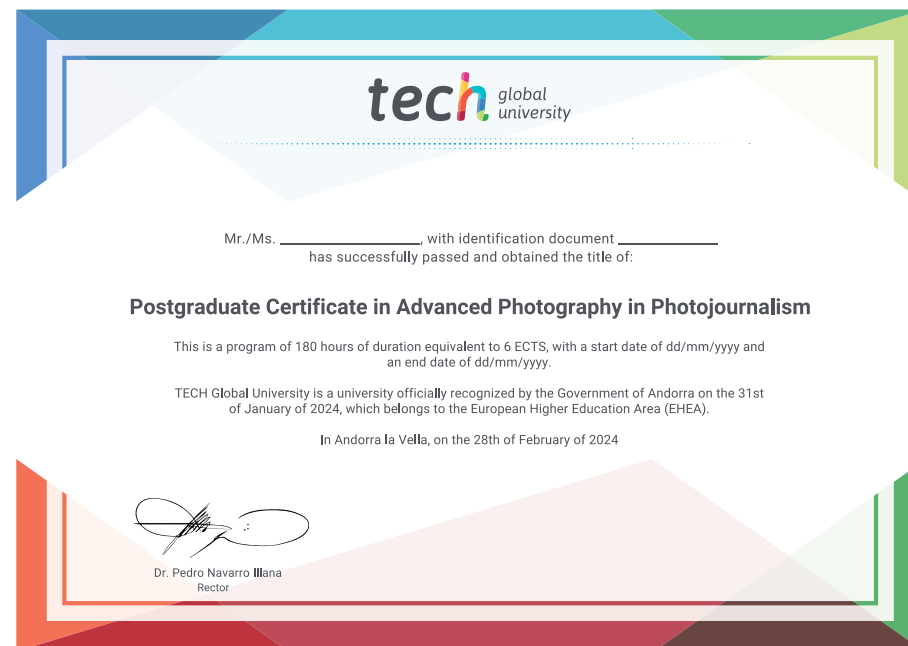 tech global
university
Mr./Ms. ____________, with identification document ____________
has successfully passed and obtained the title of:
Postgraduate Certificate in Advanced Photography in Photojournalism
This is a program of 180 hours of duration equivalent to 6 ECTS, with a start date of dd/mm/yyyy and
an end date of dd/mm/yyyy.
TECH Global University is a university officially recognized by the Government of Andorra on the 31st
of January of 2024, which belongs to the European Higher Education Area (EHEA).
In Andorra la Vella, on the 28th of February of 2024
Dr. Pedro Navarro Illana
Rector